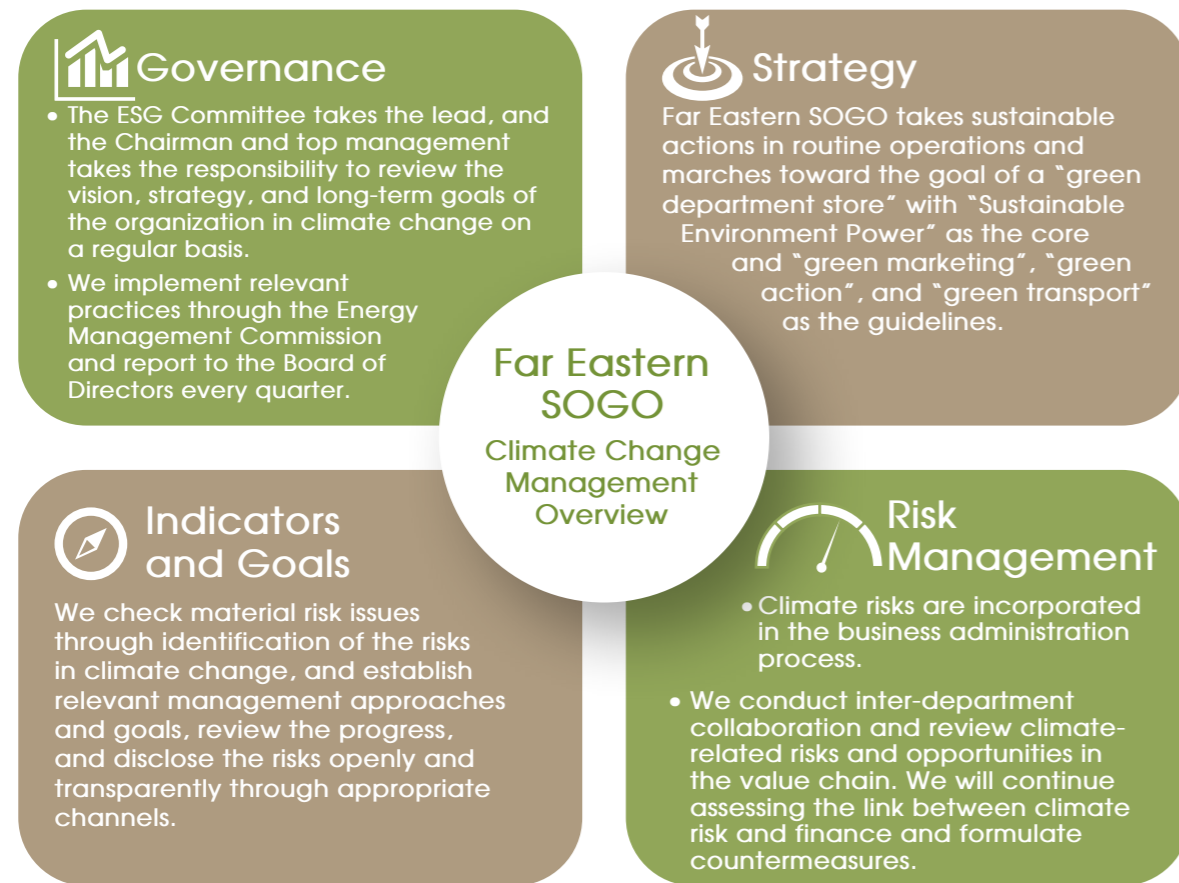 Governance
• The ESG Committee takes the lead, and
the Chairman and top management
takes the responsibility to review the
vision, strategy, and long-term goals of
the organization in climate change on
a regular basis.
• We implement relevant
practices through the Energy
Management Commission
and report to the Board of
Directors every quarter.
Strategy
Far Eastern SOGO takes sustainable
actions in routine operations and
marches toward the goal of a “green
department store” with “Sustainable
Environment Power” as the core
and “green marketing”, “green
action”, and “green transport”
as the guidelines.
Far Eastern
SOGO
Climate Change
Management
Overview
Indicators
and Goals
We check material risk issues
through identification of the risks
in climate change, and establish
relevant management approaches
and goals, review the progress,
and disclose the risks openly and
transparently through appropriate
channels.
Risk
Management
• Climate risks are incorporated
in the business administration
process.
• We conduct inter-department
collaboration and review climate-
related risks and opportunities in
the value chain. We will continue
assessing the link between climate
risk and finance and formulate
countermeasures.